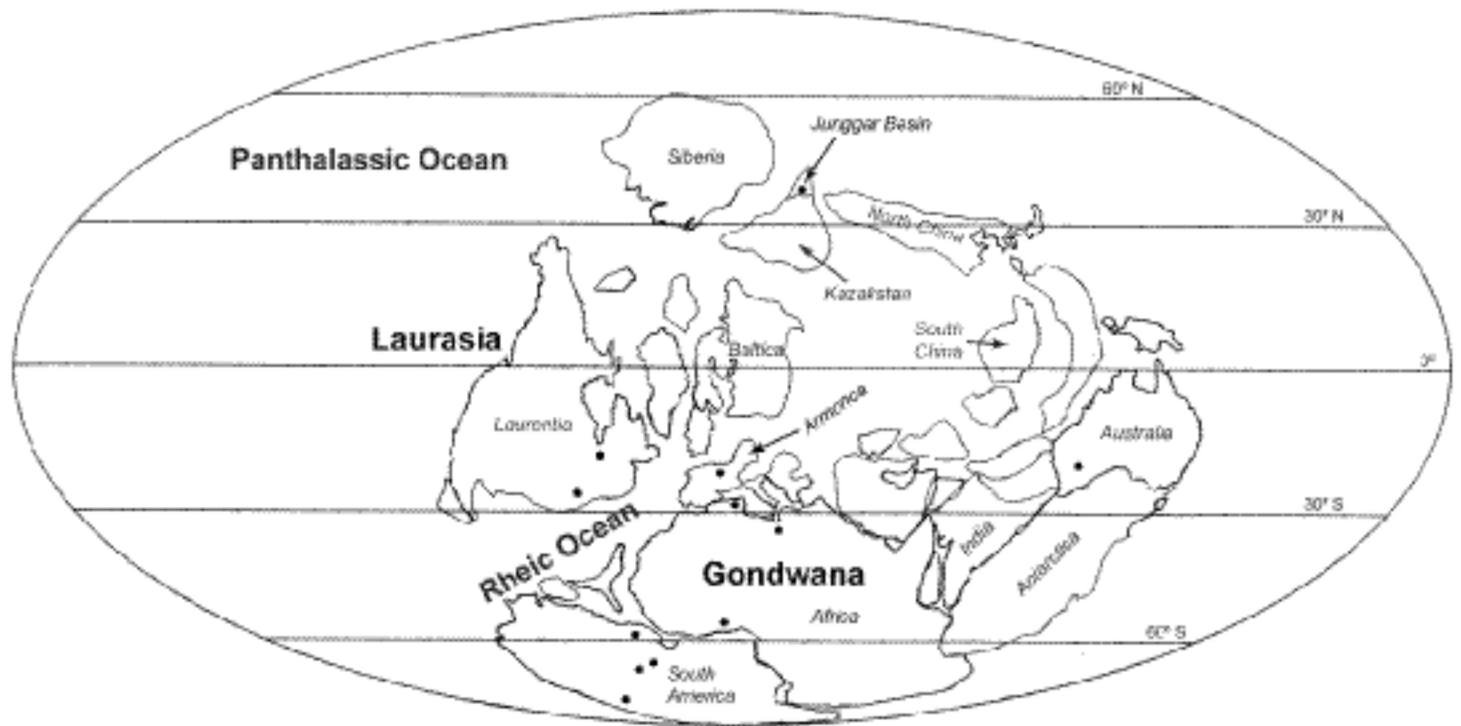 60° N
Junggar Basin
Panthalassic Ocean
Siberia
30° N
North China
Kazakstan
Laurasia
South
China
Baltica
0°
Armorica
Laurentia
Australia
30° S
Rheic Ocean
India
Antarctica
Gondwana
Africa
60° S
South
America